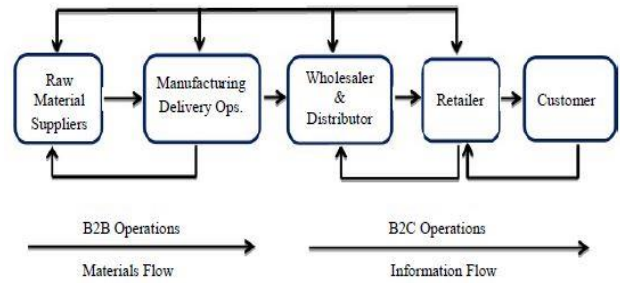 Raw
Material
Suppliers
Manufacturing
Delivery Ops.
Wholesaler
&
Distributor
Retailer
Customer
B2B Operations
B2C Operations
Materials Flow
Information Flow